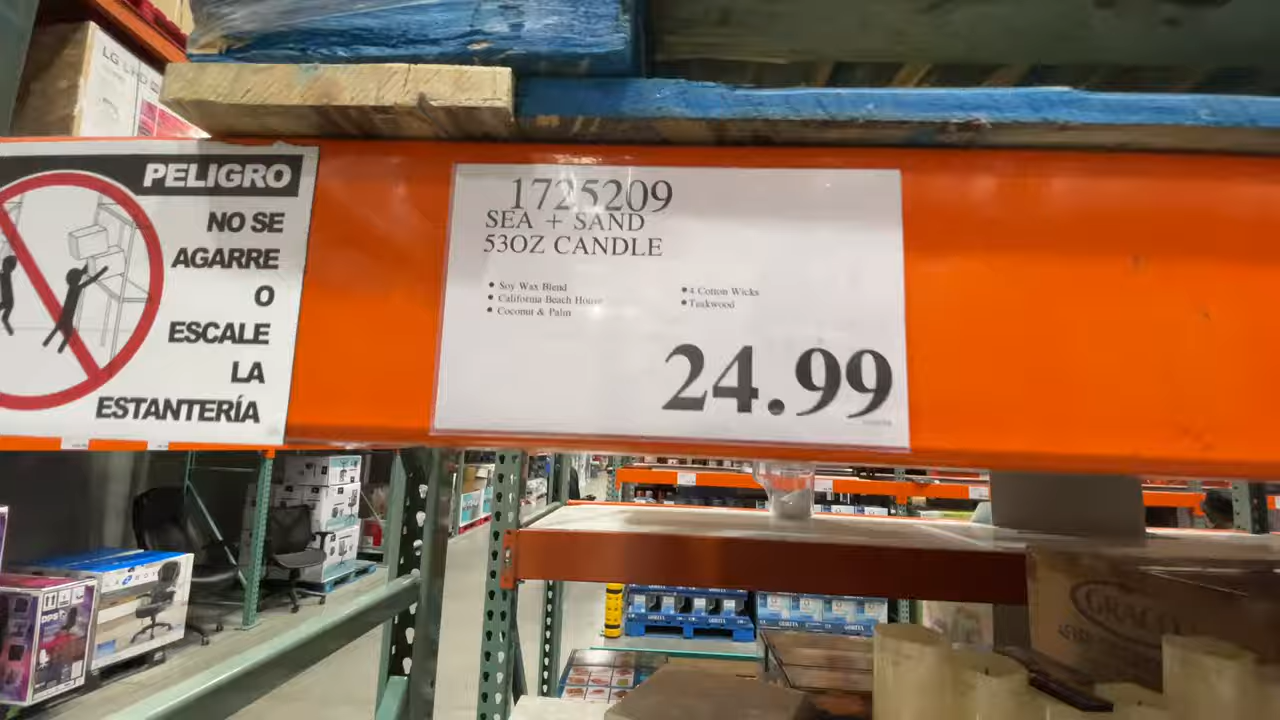 PELIGRO
NO SE
AGARRE
O
ESCALE
LA
ESTANTERÍA
1725209
SEA + SAND
53OZ CANDLE
• Soy Wax Blend
• California Beach House
• Coconut & Palm
• 4 Cotton Wicks
• Teakwood
24.99
LG